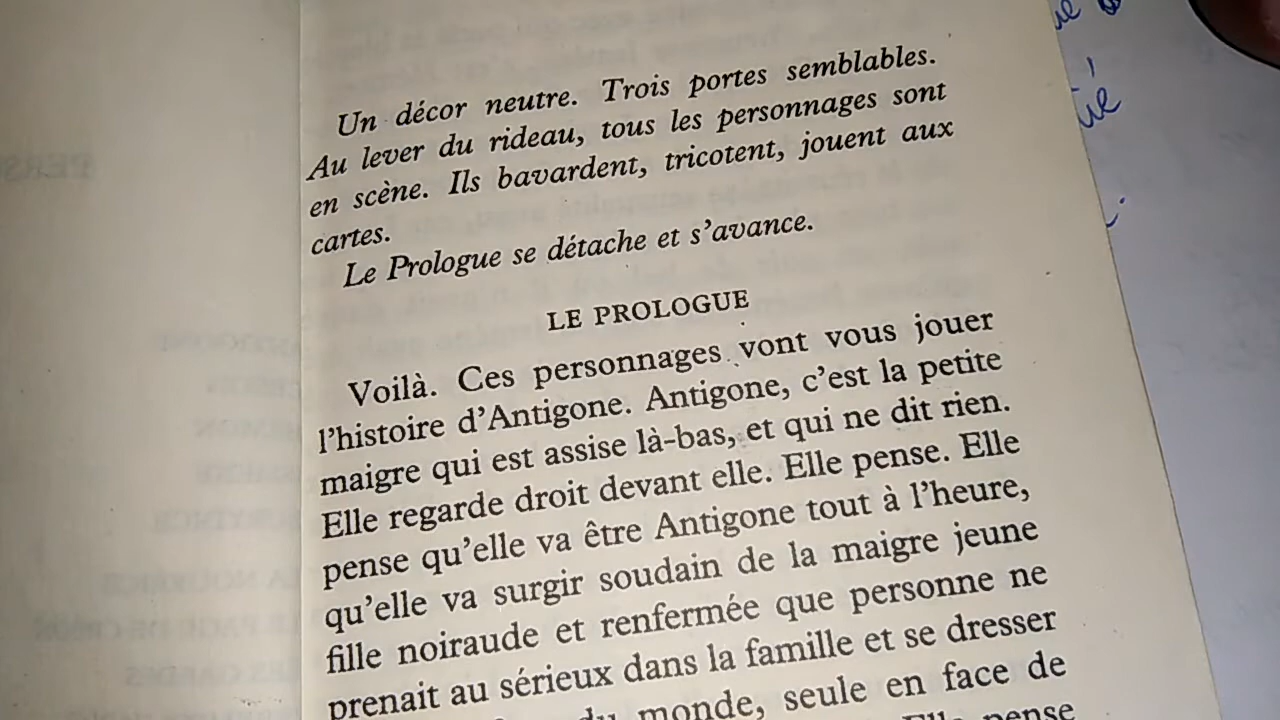 Un décor neutre. Trois portes semblables.
Au lever du rideau, tous les personnages sont
en scène. Ils bavardent, tricotent, jouent aux
cartes.
Le Prologue se détache et s'avance.
LE PROLOGUE
Voilà. Ces personnages vont vous jouer
l'histoire d'Antigone. Antigone, c'est la petite
maigre qui est assise là-bas, et qui ne dit rien.
Elle regarde droit devant elle. Elle pense. Elle
pense qu'elle va être Antigone tout à l'heure,
qu'elle va surgir soudain de la maigre jeune
fille noiraude et renfermée que personne ne
prenait au sérieux dans la famille et se dresser
du monde, seule en face de
Elle pense